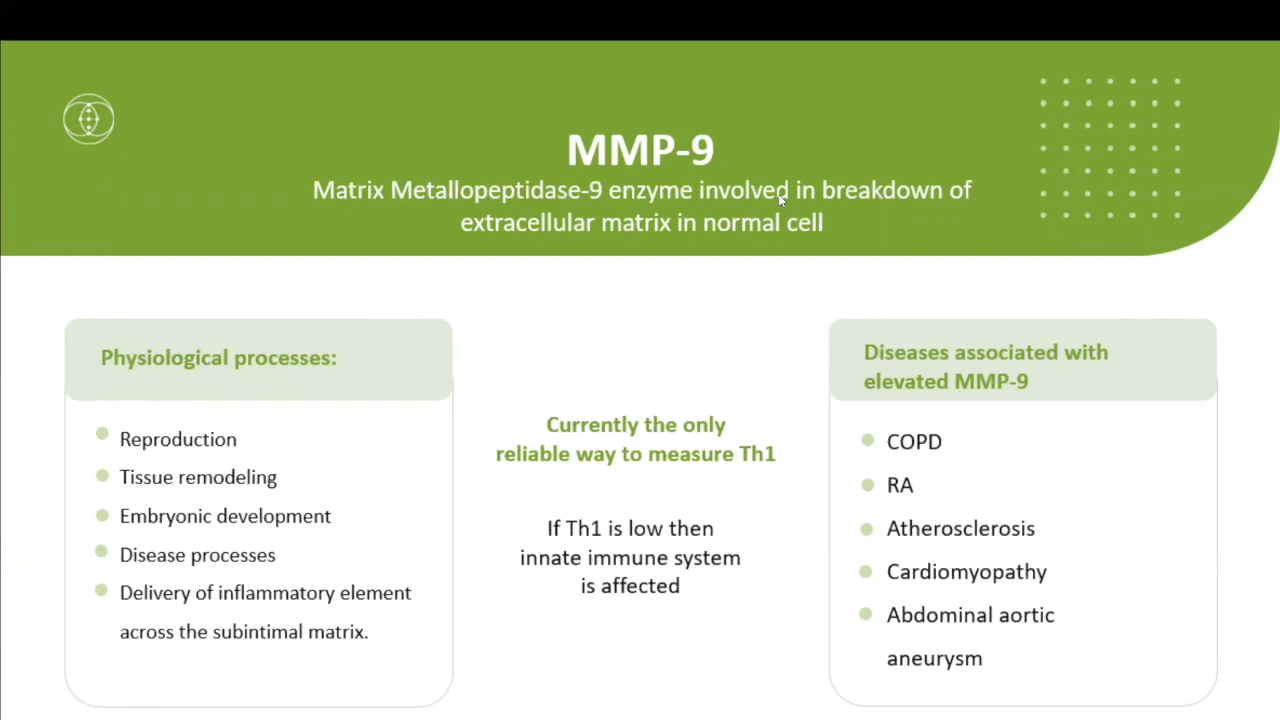 MMP-9
Matrix Metallopeptidase-9 enzyme involved in breakdown of
extracellular matrix in normal cell
Physiological processes:
Reproduction
Tissue remodeling
Embryonic development
Disease processes
Delivery of inflammatory element
across the subintimal matrix.
Currently the only
reliable way to measure Th1
If Th1 is low then
innate immune system
is affected
Diseases associated with
elevated MMP-9
COPD
RA
Atherosclerosis
Cardiomyopathy
Abdominal aortic
aneurysm